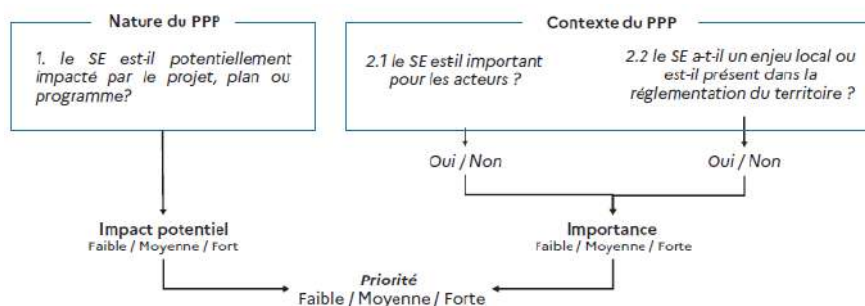 Nature du PPP
1. le SE est-il potentiellement
impacté par le projet, plan ou
programme?
Contexte du PPP
2.1 le SE est-il important
pour les acteurs ?
2.2 le SE a-t-il un enjeu local ou
est-il présent dans la
réglementation du territoire ?
Oui / Non
Oui / Non
Impact potentiel
Faible / Moyenne / Fort
Importance
Faible / Moyenne / Forte
Priorité
Faible / Moyenne / Forte